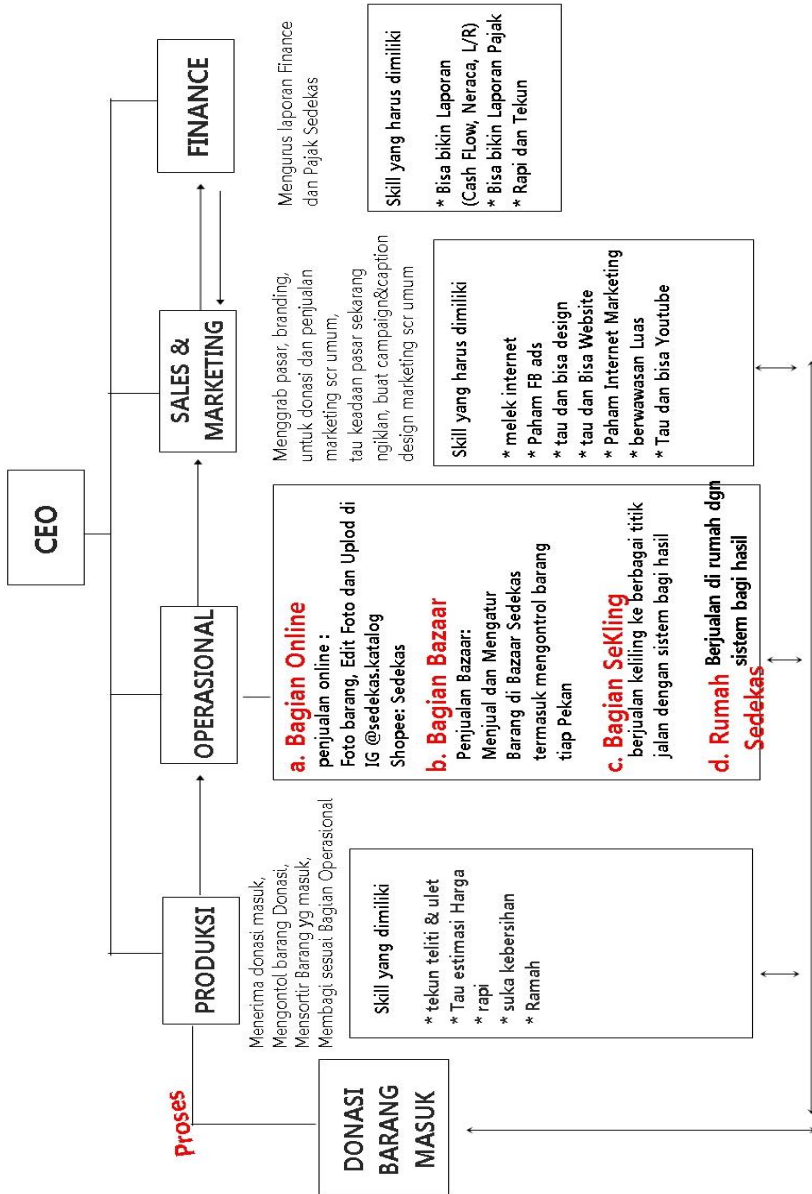 CEO
Proses
DONASI
BARANG
MASUK
PRODUKSI
Menerima donasi masuk,
Mengontol barang Donasi,
Mensortir Barang yg masuk,
Membagi sesuai Bagian Operasional
Skill yang dimiliki
* tekun teliti & ulet
* Tau estimasi Harga
* rapi
* suka kebersihan
* Ramah
OPERASIONAL
a. Bagian Online
penjualan online :
Foto barang, Edit Foto dan Uplod di
IG @sedekas.katalog
Shopee: Sedekas
b. Bagian Bazaar
Penjualan Bazaar:
Menjual dan Mengatur
Barang di Bazaar Sedekas
termasuk mengontrol barang
tiap Pekan
c. Bagian SeKling
berjualan keliling ke berbagai titik
jalan dengan sistem bagi hasil
d. Rumah Berjualan di rumah dgn
Sedekas sistem bagi hasil
SALES &
MARKETING
Menggrab pasar, branding,
untuk donasi dan penjualan
marketing scr umum,
tau keadaan pasar sekarang
ngiklan, buat campaign&caption
design marketing scr umum
Skill yang harus dimiliki
* melek internet
* Paham FB ads
* tau dan bisa design
* tau dan Bisa Website
* Paham Internet Marketing
* berwawasan Luas
* Tau dan bisa Youtube
FINANCE
Mengurus laporan Finance
dan Pajak Sedekas
Skill yang harus dimiliki
* Bisa bikin Laporan
(Cash FLow, Neraca, L/R)
* Bisa bikin Laporan Pajak
* Rapi dan Tekun